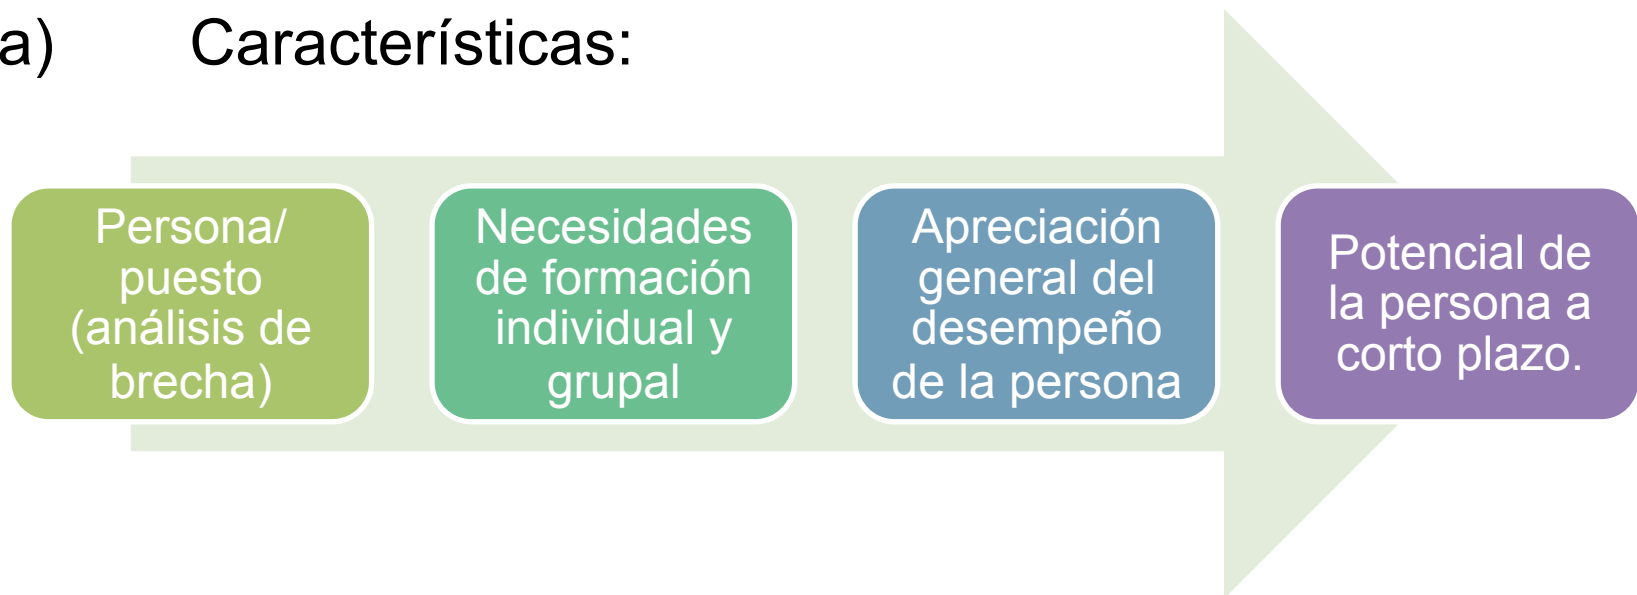 a) Características:
Persona/
puesto
(análisis de
brecha)
Necesidades
de formación
individual y
grupal
Apreciación
general del
desempeño
de la persona
Potencial de
la persona a
corto plazo.